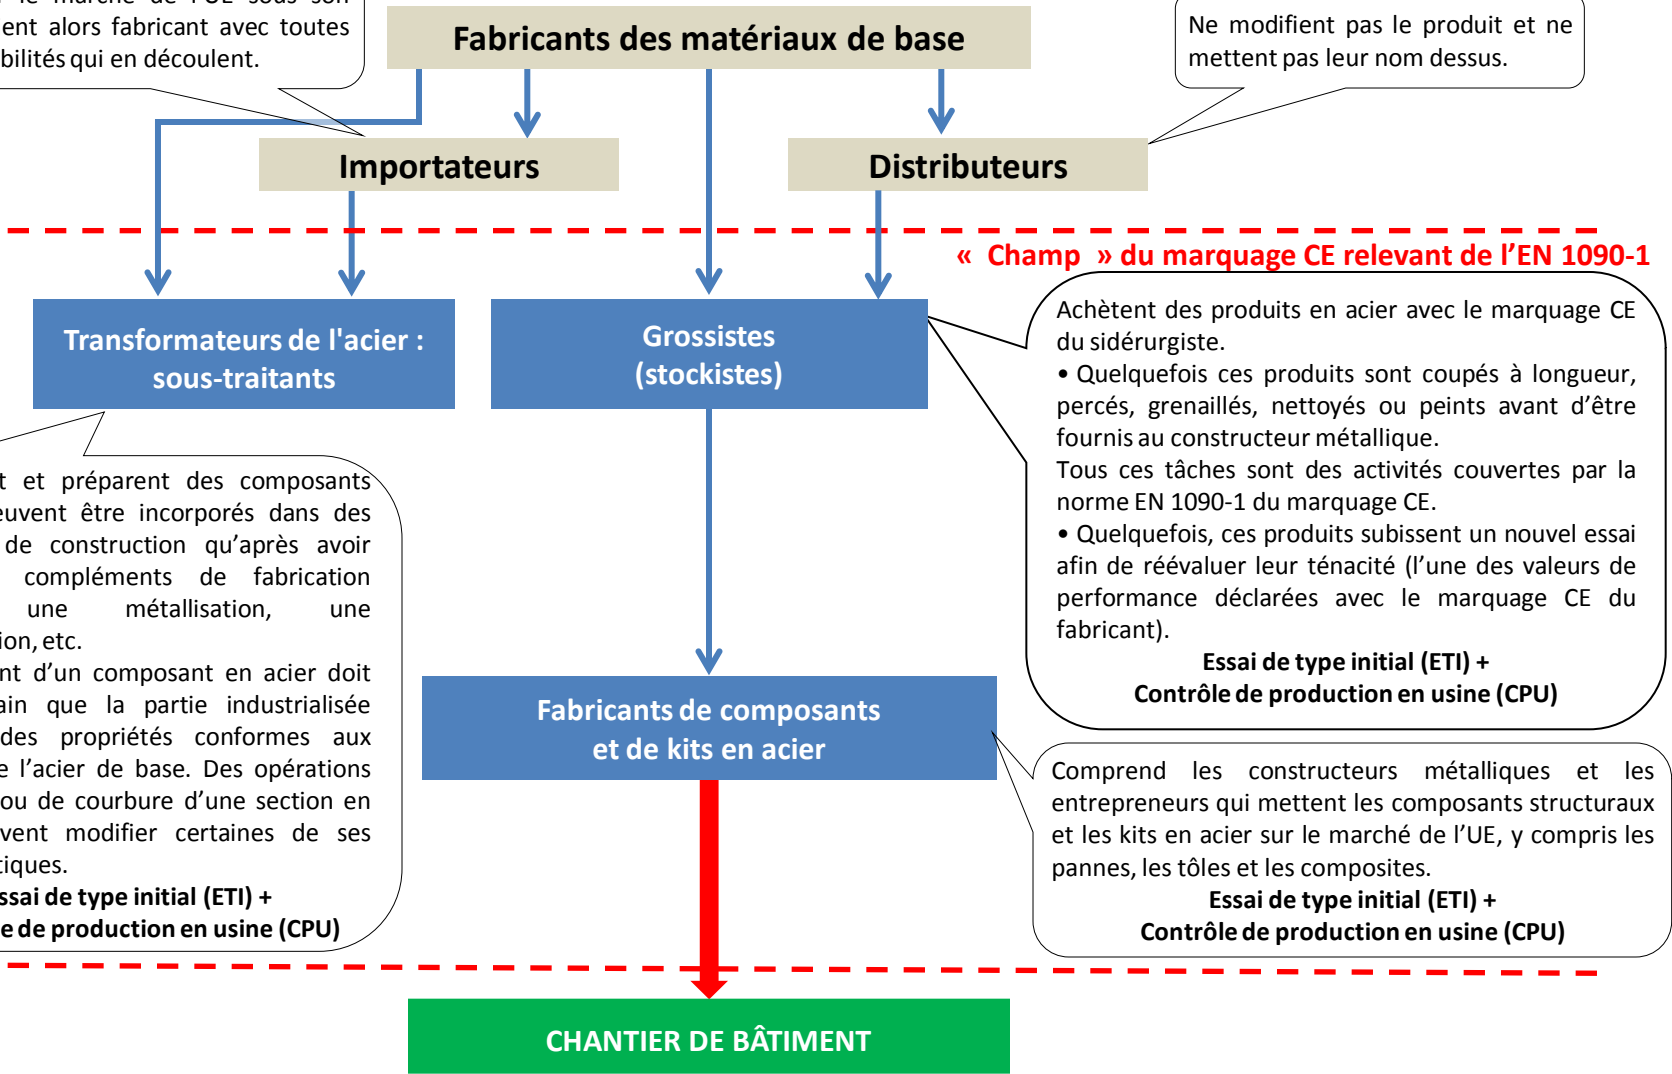 le marché de l'UE sous son
alors fabricant avec toutes
qui en découlent.
Fabricants des matériaux de base
Ne modifient pas le produit et ne
mettent pas leur nom dessus.
Importateurs
Distributeurs
« Champ » du marquage CE relevant de l’EN 1090-1
Transformateurs de l'acier :
sous-traitants
Grossistes
(stockistes)
Achètent des produits en acier avec le marquage CE
du sidérurgiste.
• Quelquefois ces produits sont coupés à longueur,
percés, grenaillés, nettoyés ou peints avant d’être
fournis au constructeur métallique.
Tous ces tâches sont des activités couvertes par la
norme EN 1090-1 du marquage CE.
• Quelquefois, ces produits subissent un nouvel essai
afin de réévaluer leur ténacité (l’une des valeurs de
performance déclarées avec le marquage CE du
fabricant).
Essai de type initial (ETI) +
Contrôle de production en usine (CPU)
et préparent des composants
être incorporés dans des
de construction qu’après avoir
compléments de fabrication
une métallisation, une
etc.
d’un composant en acier doit
que la partie industrialisée
des propriétés conformes aux
l’acier de base. Des opérations
ou de courbure d’une section en
modifier certaines de ses
de type initial (ETI) +
de production en usine (CPU)
Fabricants de composants
et de kits en acier
Comprend les constructeurs métalliques et les
entrepreneurs qui mettent les composants structuraux
et les kits en acier sur le marché de l’UE, y compris les
pannes, les tôles et les composites.
Essai de type initial (ETI) +
Contrôle de production en usine (CPU)
CHANTIER DE BÂTIMENT